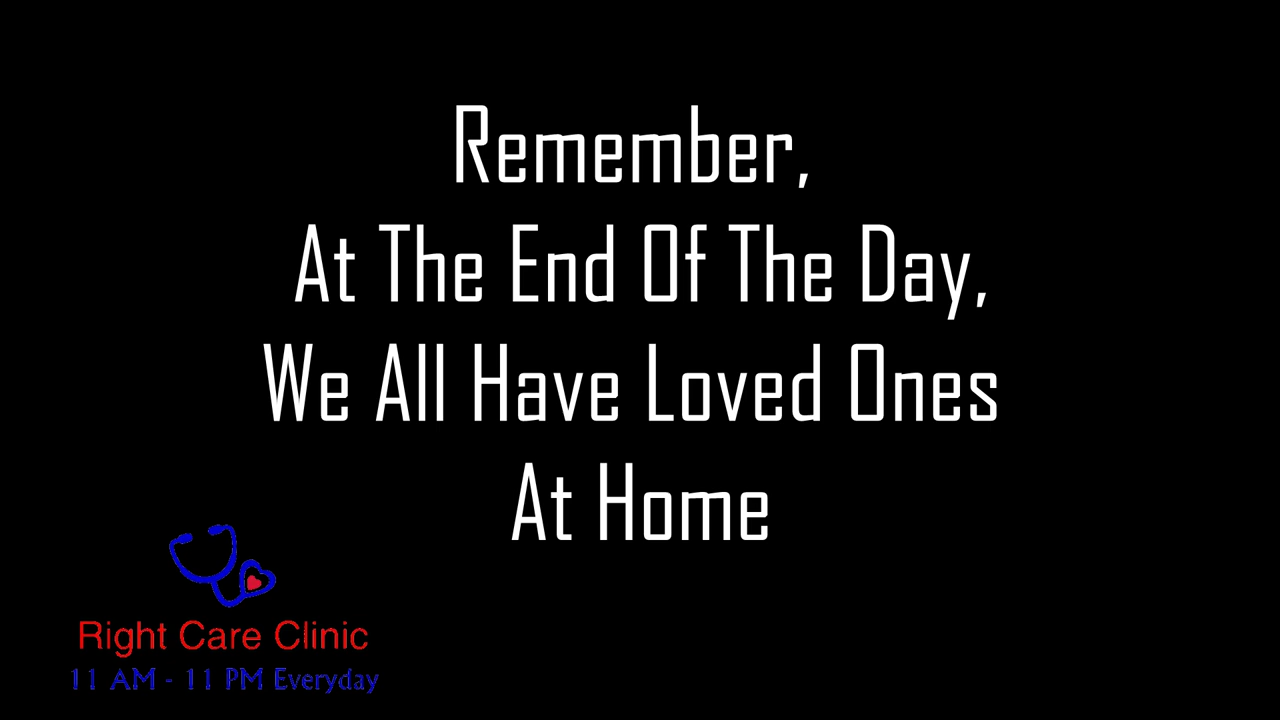 Remember,
At The End Of The Day,
We All Have Loved Ones
At Home
Right Care Clinic
11 AM - 11 PM Everyday